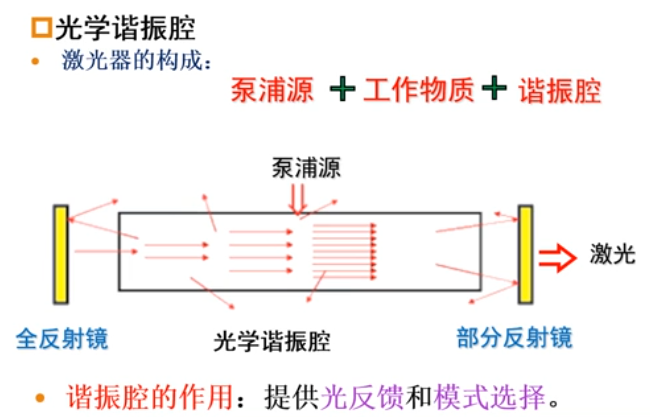 光学谐振腔
• 激光器的构成：
泵浦源 + 工作物质 + 谐振腔
泵浦源
激光
全反射镜
光学谐振腔
部分反射镜
• 谐振腔的作用：提供光反馈和模式选择。